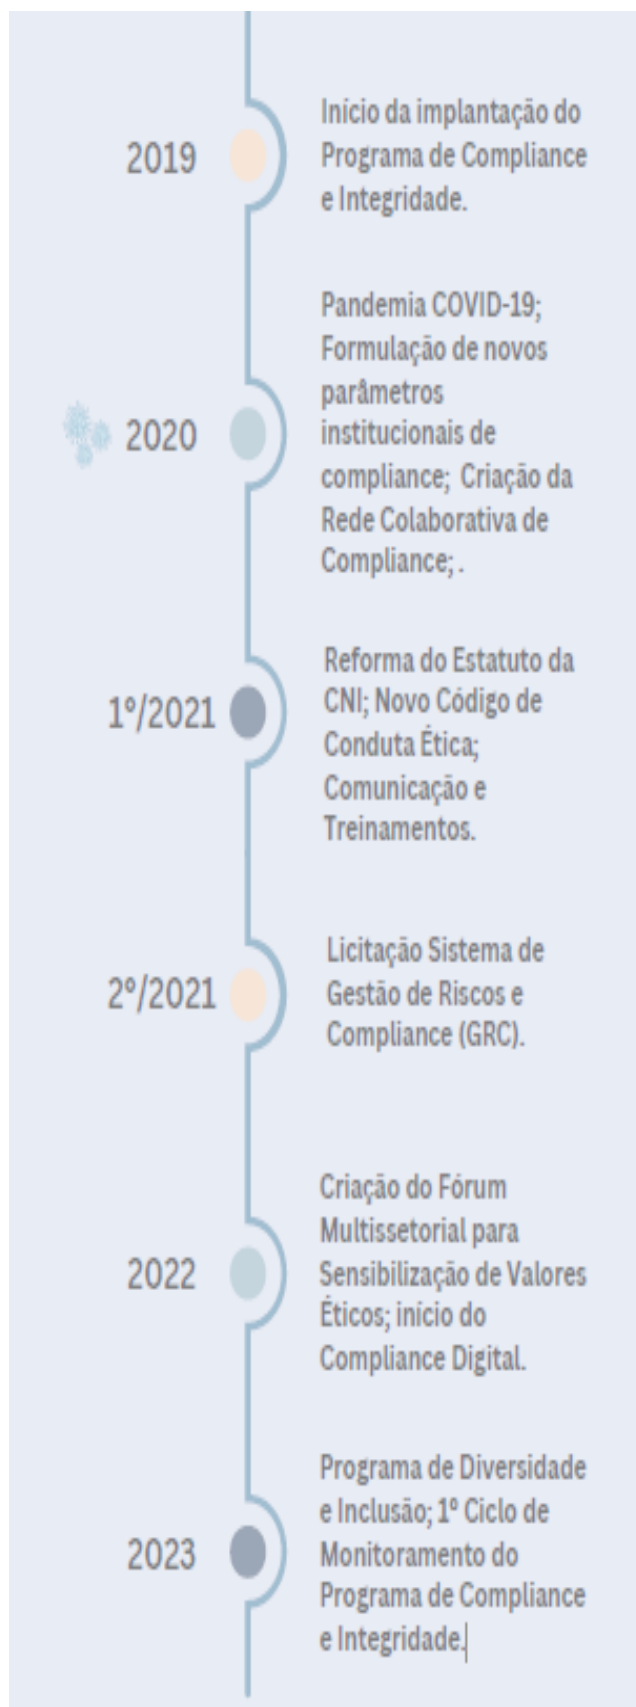 2019
Início da implantação do
Programa de Compliance
e Integridade.
2020
Pandemia COVID-19;
Formulação de novos
parâmetros
institucionais de
compliance; Criação da
Rede Colaborativa de
Compliance; .
1º/2021
Reforma do Estatuto da
CNI; Novo Código de
Conduta Ética;
Comunicação e
Treinamentos.
2º/2021
Licitação Sistema de
Gestão de Riscos e
Compliance (GRC).
2022
Criação do Fórum
Multissetorial para
Sensibilização de Valores
Éticos; início do
Compliance Digital.
2023
Programa de Diversidade
e Inclusão; 1º Ciclo de
Monitoramento do
Programa de Compliance
e Integridade.